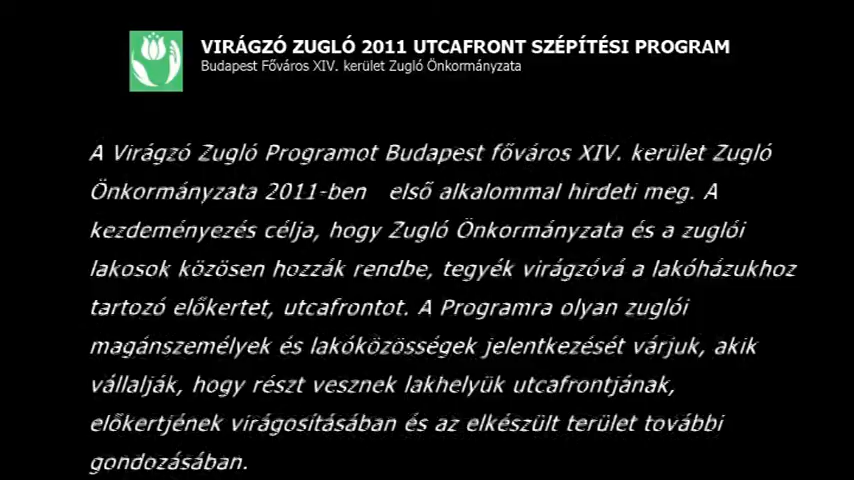 VIRÁGZÓ ZUGLÓ 2011 UTCAFRONT SZÉPÍTÉSI PROGRAM
Budapest Főváros XIV. kerület Zugló Önkormányzata
A Virágzó Zugló Programot Budapest főváros XIV. kerület Zugló
Önkormányzata 2011-ben első alkalommal hirdeti meg. A
kezdeményezés célja, hogy Zugló Önkormányzata és a zuglói
lakosok közösen hozzák rendbe, tegyék virágzóvá a lakóházukhoz
tartozó előkertet, utcafrontot. A Programra olyan zuglói
magánszemélyek és lakóközösségek jelentkezését várjuk, akik
vállalják, hogy részt vesznek lakhelyük utcafrontjának,
előkertjének virágosításában és az elkészült terület további
gondozásában.